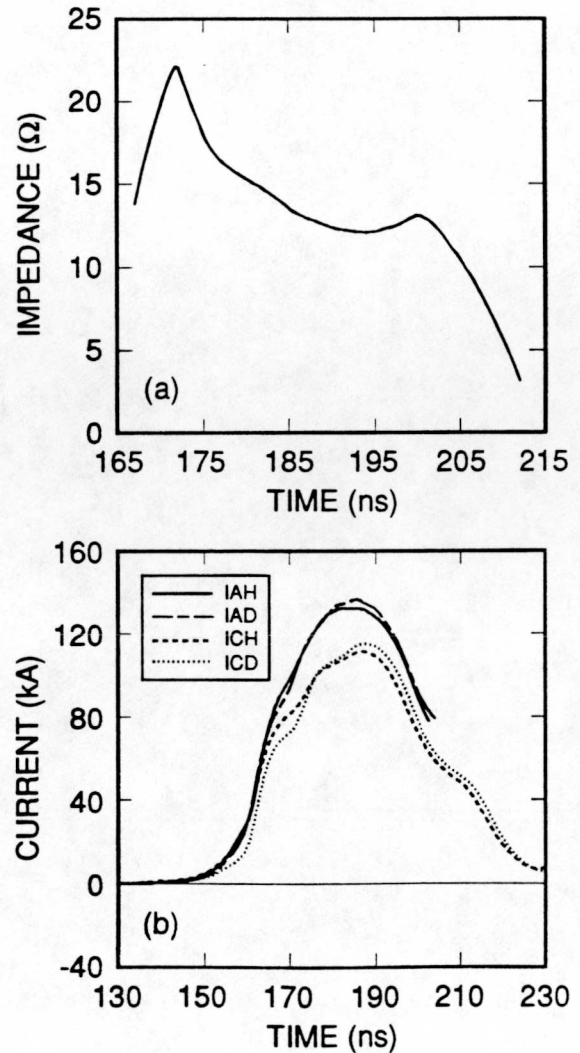 25
20
15
10
5
0
IMPEDANCE (Ω)
(a)
165 175 185 195 205 215
TIME (ns)
160
120
80
40
0
-40
CURRENT (kA)
IAH
IAD
ICH
ICD
(b)
130 150 170 190 210 230
TIME (ns)